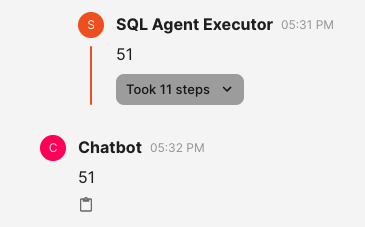 S SQL Agent Executor 05:31 PM
51
Took 11 steps
C Chatbot 05:32 PM
51